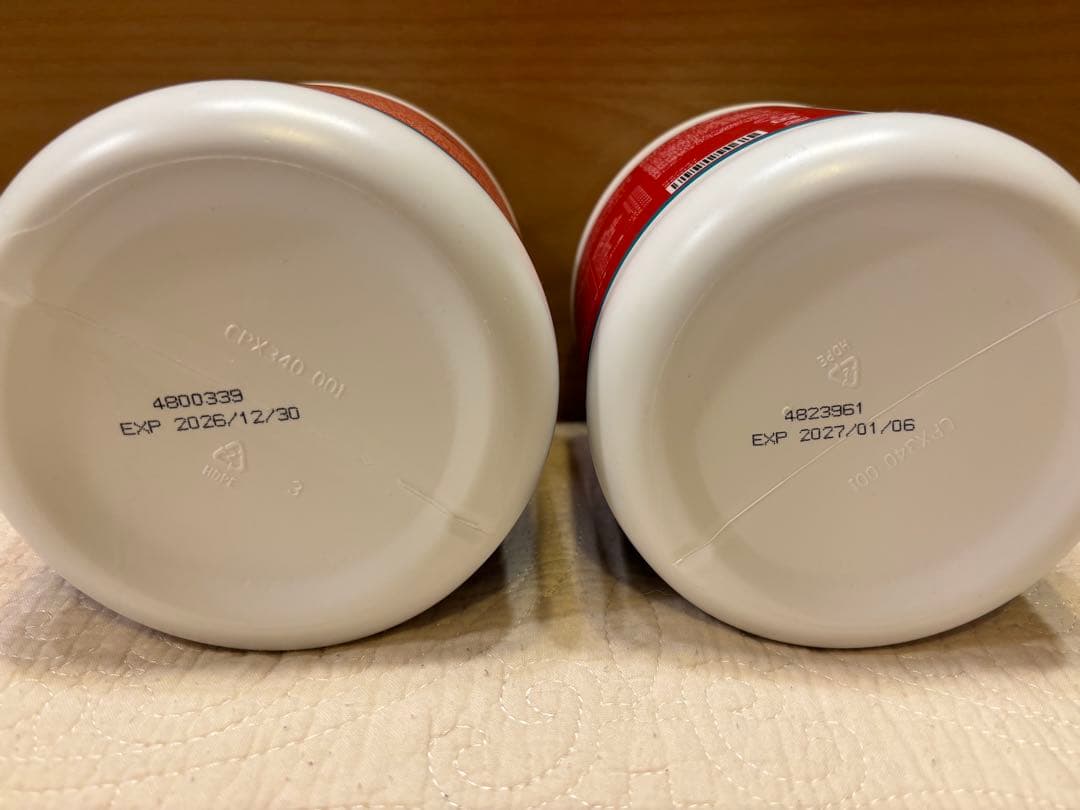 CPX340 001
4800339
EXP 2026/12/30
HDPE
3
HDPE
4823961
EXP 2027/01/06
CPX340 001